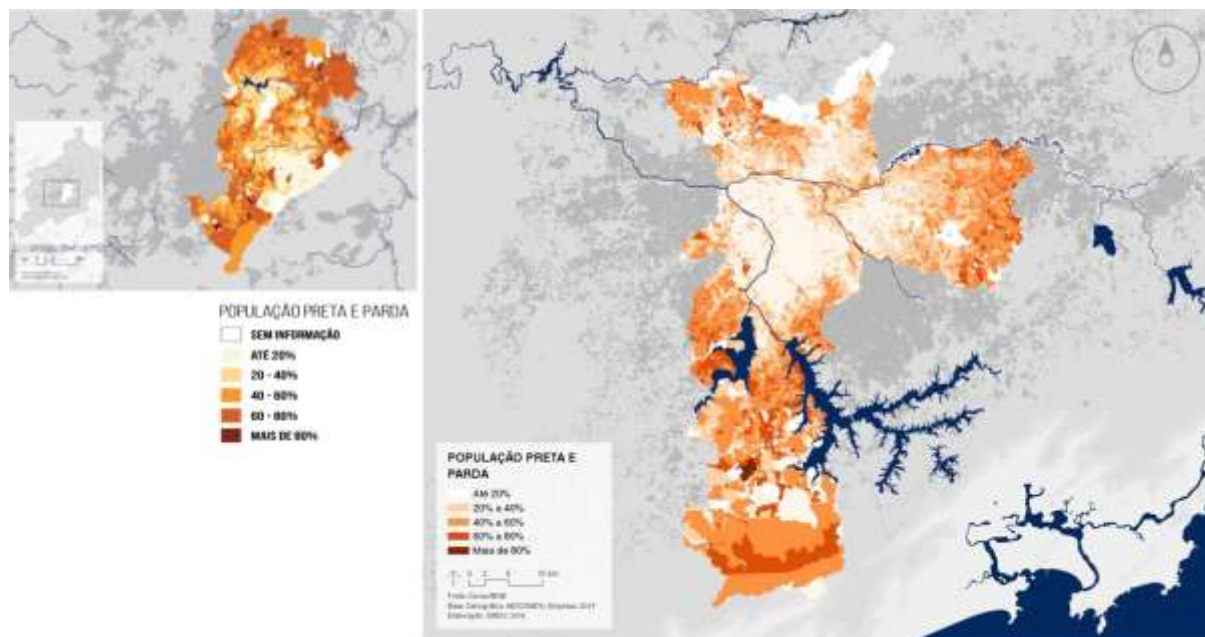 POPULAÇÃO PRETA E PARDA
SEM INFORMAÇÃO
ATÉ 20%
20 - 40%
40 - 60%
60 - 80%
MAIS DE 80%
POPULAÇÃO PRETA E
PARDA
Até 20%
20% a 40%
40% a 60%
60% a 80%
Mais de 80%